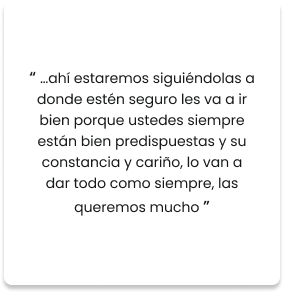 “ ...ahí estaremos siguiéndolas a
donde estén seguro les va a ir
bien porque ustedes siempre
están bien predispuestas y su
constancia y cariño, lo van a
dar todo como siempre, las
queremos mucho ”